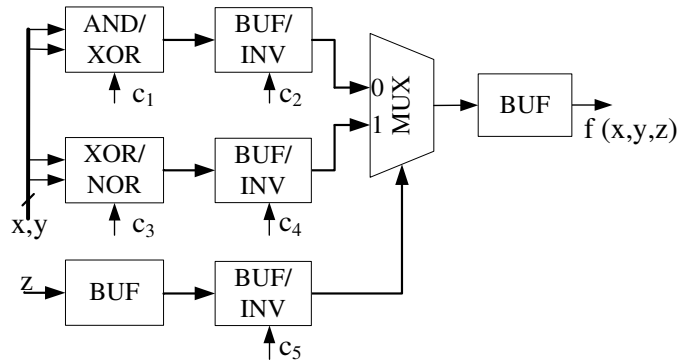 AND/
XOR
c1
BUF/
INV
c2
0
1
MUX
BUF
f (x,y,z)
XOR/
NOR
c3
BUF/
INV
c4
x,y
z
BUF
BUF/
INV
c5